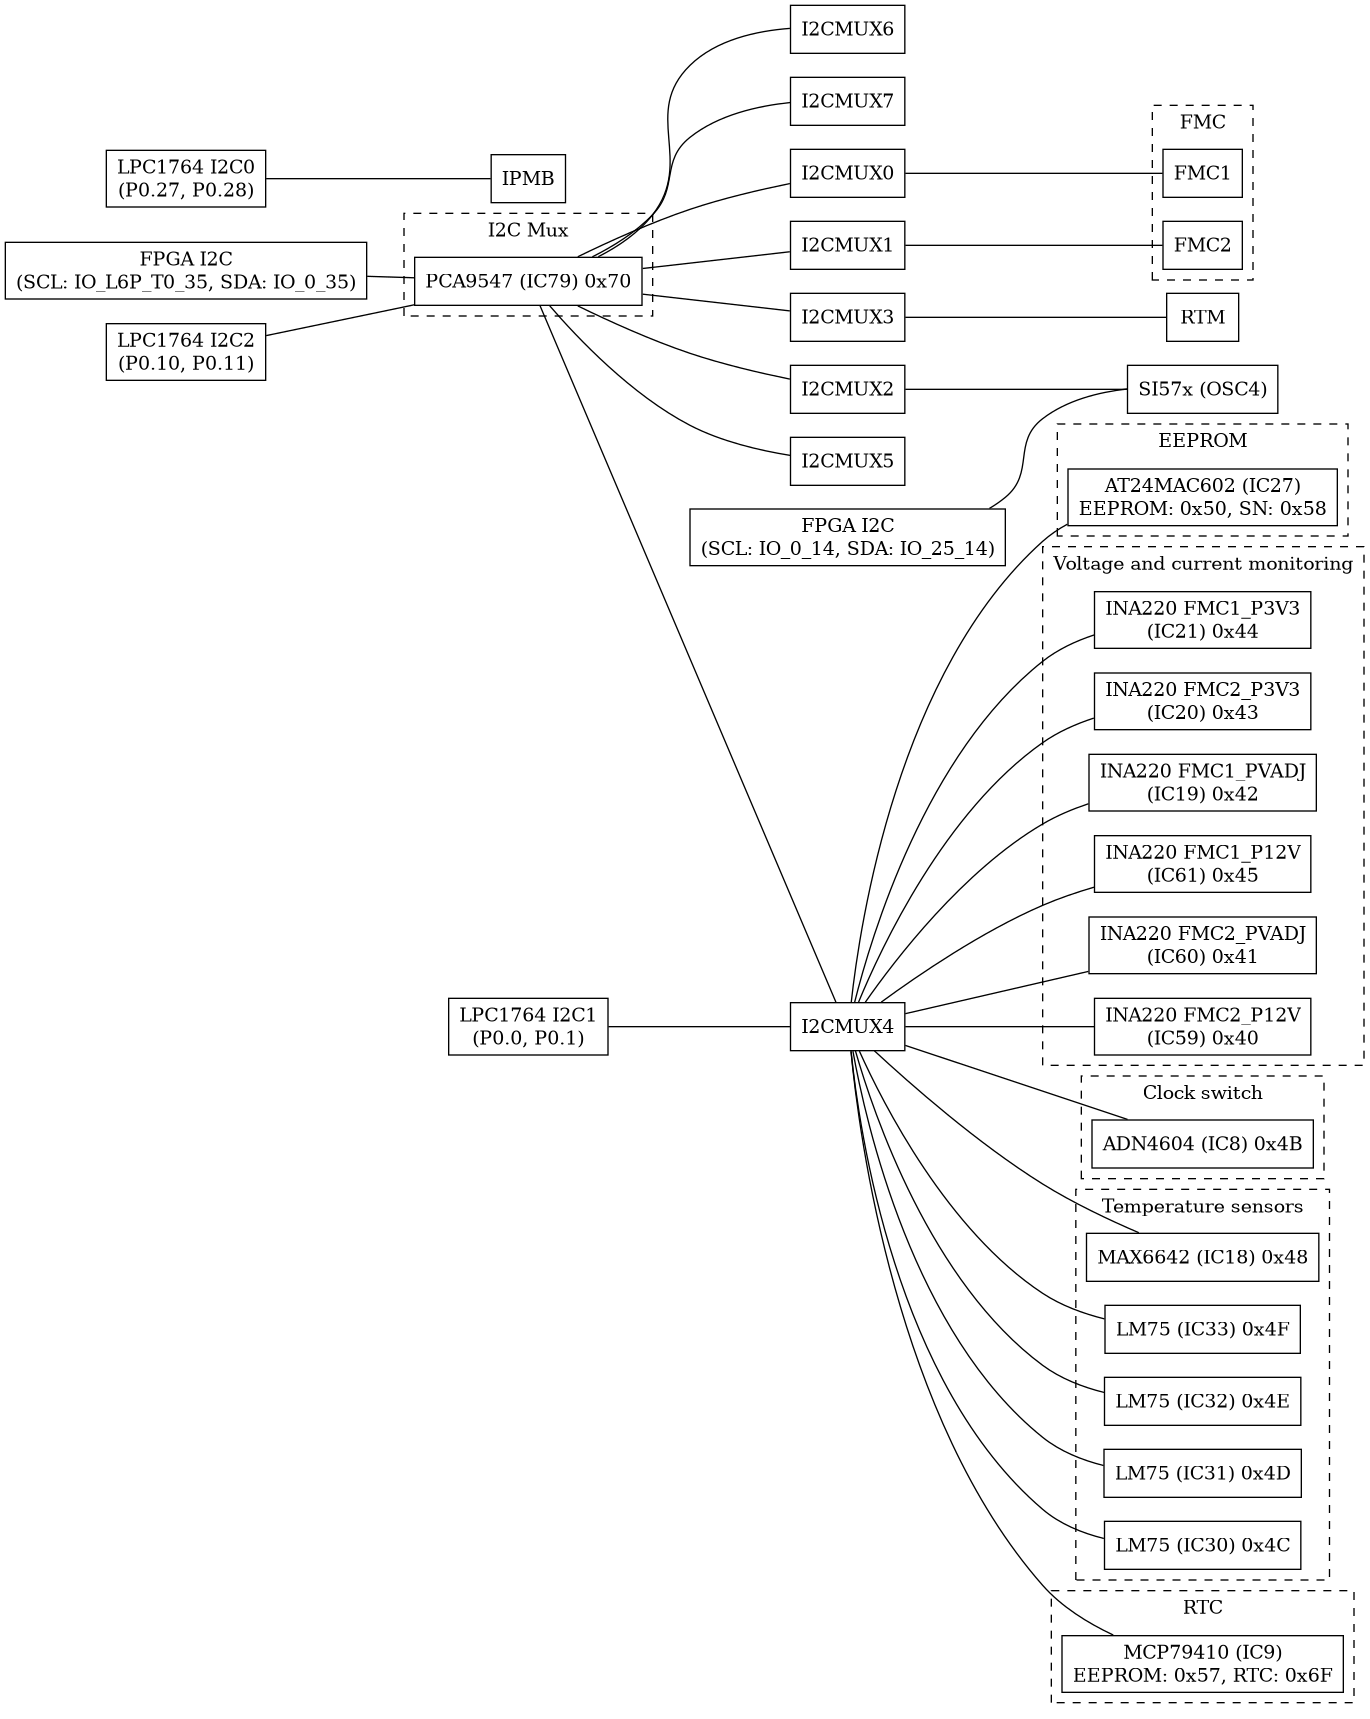 I2CMUX6
I2CMUX7
FMC
LPC1764 I2C0
(P0.27, P0.28)
IPMB
I2CMUX0
FMC1
I2C Mux
FPGA I2C
(SCL: IO_L6P_T0_35, SDA: IO_0_35)
PCA9547 (IC79) 0x70
I2CMUX1
FMC2
LPC1764 I2C2
(P0.10, P0.11)
I2CMUX3
RTM
I2CMUX2
SI57x (OSC4)
I2CMUX5
EEPROM
AT24MAC602 (IC27)
EEPROM: 0x50, SN: 0x58
FPGA I2C
(SCL: IO_0_14, SDA: IO_25_14)
Voltage and current monitoring
INA220 FMC1_P3V3
(IC21) 0x44
INA220 FMC2_P3V3
(IC20) 0x43
INA220 FMC1_PVADJ
(IC19) 0x42
INA220 FMC1_P12V
(IC61) 0x45
INA220 FMC2_PVADJ
(IC60) 0x41
LPC1764 I2C1
(P0.0, P0.1)
I2CMUX4
INA220 FMC2_P12V
(IC59) 0x40
Clock switch
ADN4604 (IC8) 0x4B
Temperature sensors
MAX6642 (IC18) 0x48
LM75 (IC33) 0x4F
LM75 (IC32) 0x4E
LM75 (IC31) 0x4D
LM75 (IC30) 0x4C
RTC
MCP79410 (IC9)
EEPROM: 0x57, RTC: 0x6F